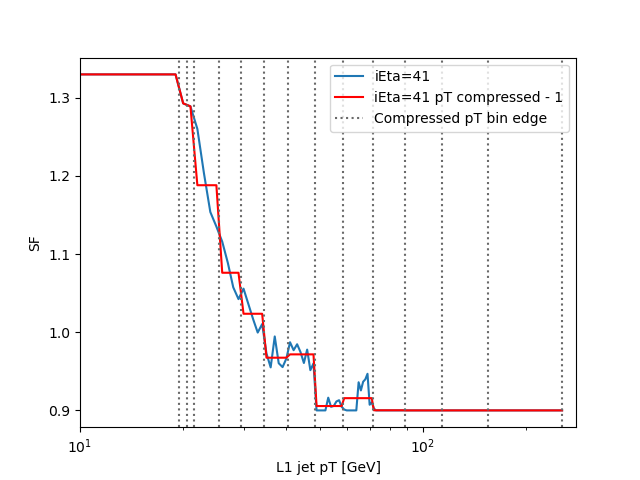 iEta=41
iEta=41 pT compressed - 1
Compressed pT bin edge
SF
1.3
1.2
1.1
1.0
0.9
10¹
10²
L1 jet pT [GeV]